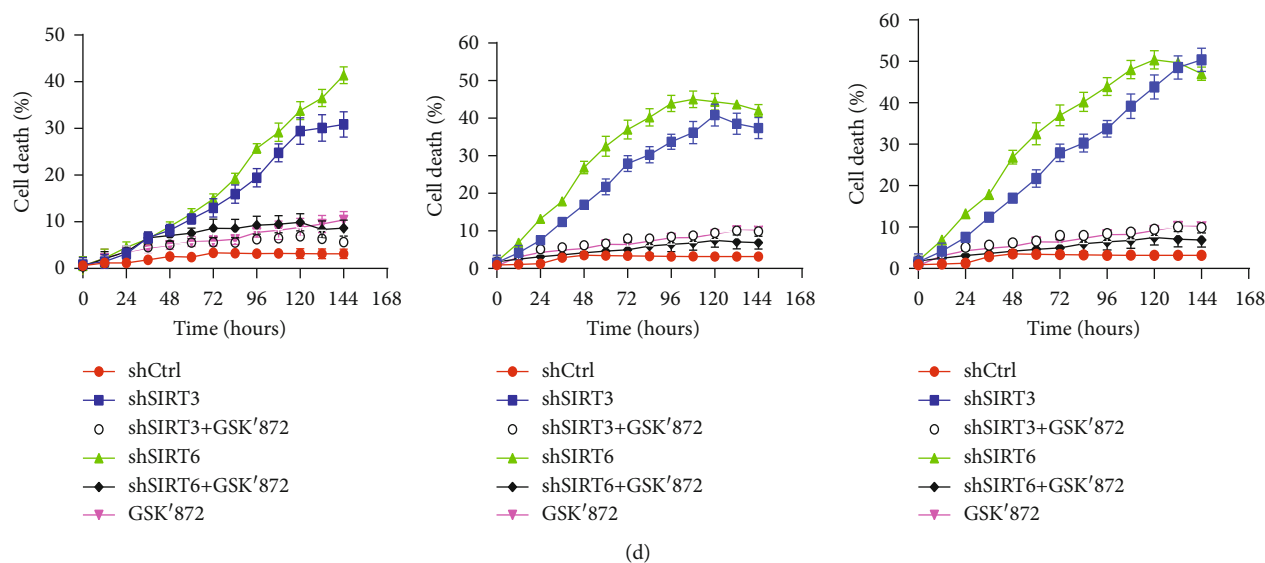 Cell death (%)
50
40
30
20
10
0
0 24 48 72 96 120 144 168
Time (hours)
shCtrl
shSIRT3
shSIRT3+GSK′872
shSIRT6
shSIRT6+GSK′872
GSK′872
Cell death (%)
60
50
40
30
20
10
0
0 24 48 72 96 120 144 168
Time (hours)
shCtrl
shSIRT3
shSIRT3+GSK′872
shSIRT6
shSIRT6+GSK′872
GSK′872
Cell death (%)
60
50
40
30
20
10
0
0 24 48 72 96 120 144 168
Time (hours)
shCtrl
shSIRT3
shSIRT3+GSK′872
shSIRT6
shSIRT6+GSK′872
GSK′872
(d)